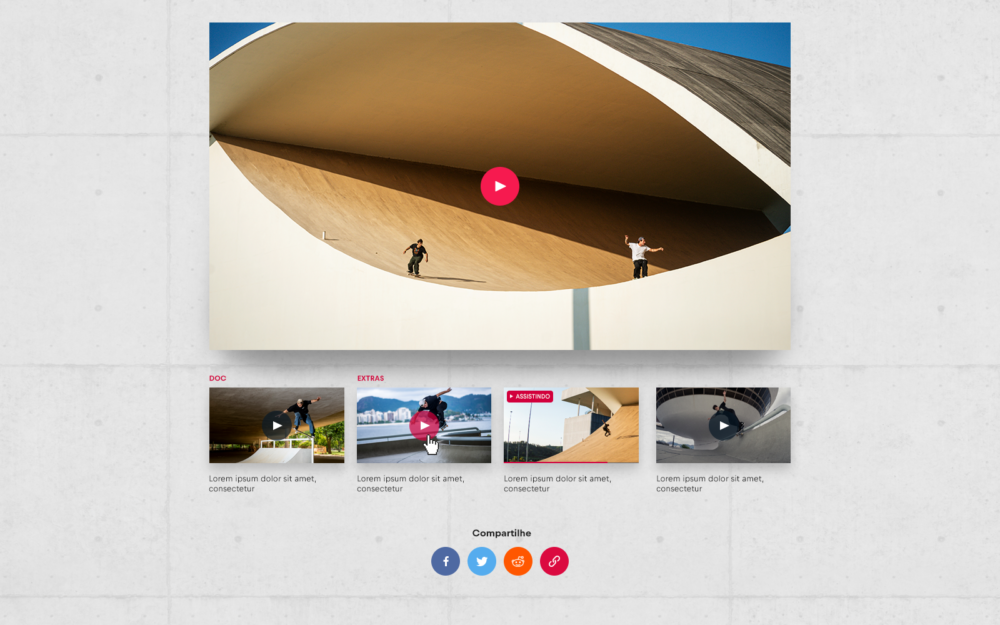 DOC
EXTRAS
ASSISTINDO
Lorem ipsum dolor sit amet,
consectetur
Lorem ipsum dolor sit amet,
consectetur
Lorem ipsum dolor sit amet,
consectetur
Lorem ipsum dolor sit amet,
consectetur
Compartilhe